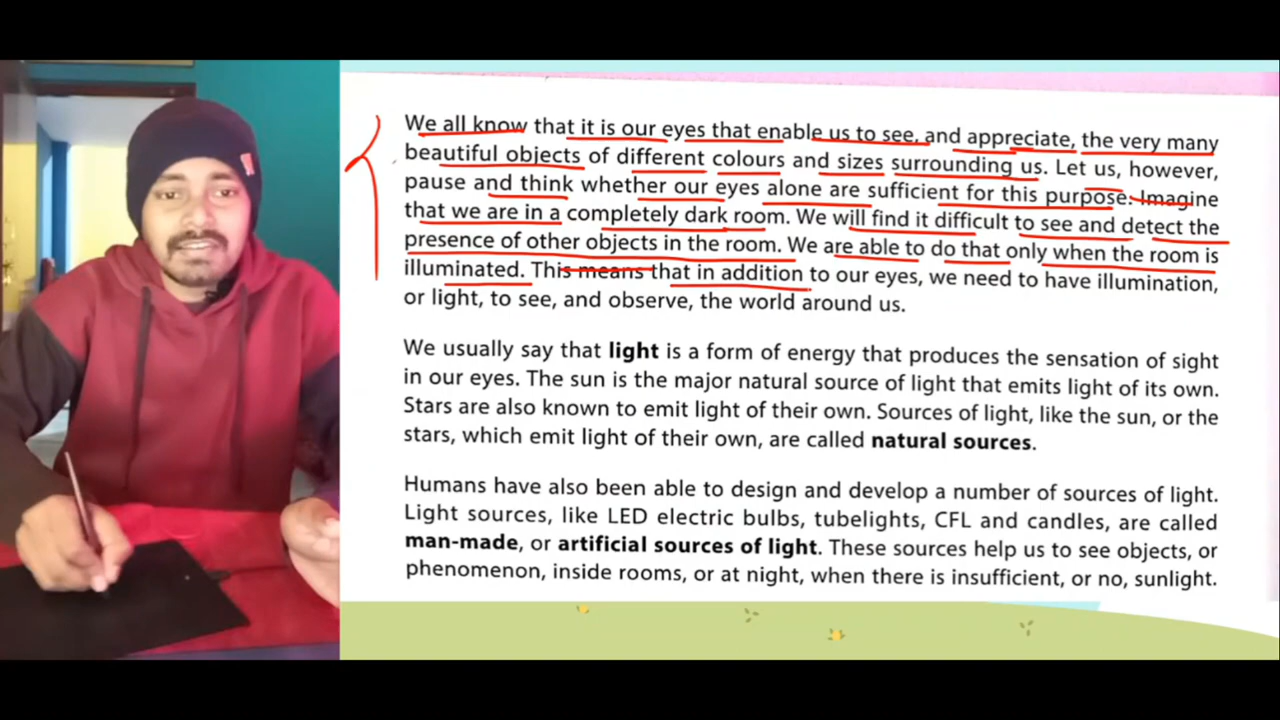 We all know that it is our eyes that enable us to see, and appreciate, the very many
beautiful objects of different colours and sizes surrounding us. Let us, however,
pause and think whether our eyes alone are sufficient for this purpose. Imagine
that we are in a completely dark room. We will find it difficult to see and detect the
presence of other objects in the room. We are able to do that only when the room is
illuminated. This means that in addition to our eyes, we need to have illumination,
or light, to see, and observe, the world around us.
We usually say that light is a form of energy that produces the sensation of sight
in our eyes. The sun is the major natural source of light that emits light of its own.
Stars are also known to emit light of their own. Sources of light, like the sun, or the
stars, which emit light of their own, are called natural sources.
Humans have also been able to design and develop a number of sources of light.
Light sources, like LED electric bulbs, tubelights, CFL and candles, are called
man-made, or artificial sources of light. These sources help us to see objects, or
phenomenon, inside rooms, or at night, when there is insufficient, or no, sunlight.